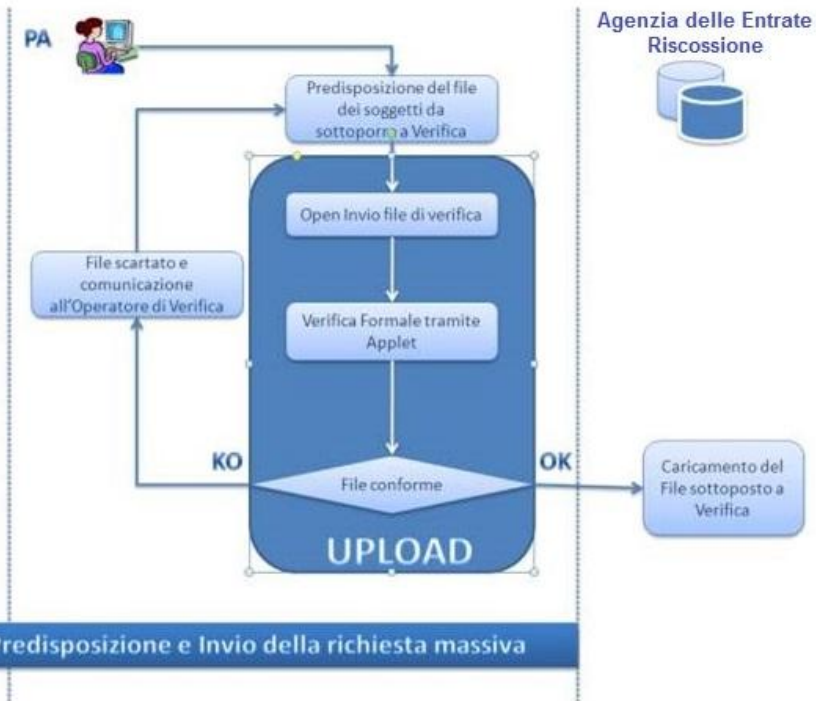 PA
Agenzia delle Entrate
Riscossione
Predisposizione del file
dei soggetti da
sottoporre a Verifica
Open Invio file di verifica
File scartato e
comunicazione
all'Operatore di Verifica
Verifica Formale tramite
Applet
KO
OK
File conforme
Caricamento del
File sottoposto a
Verifica
UPLOAD
Predisposizione e Invio della richiesta massiva